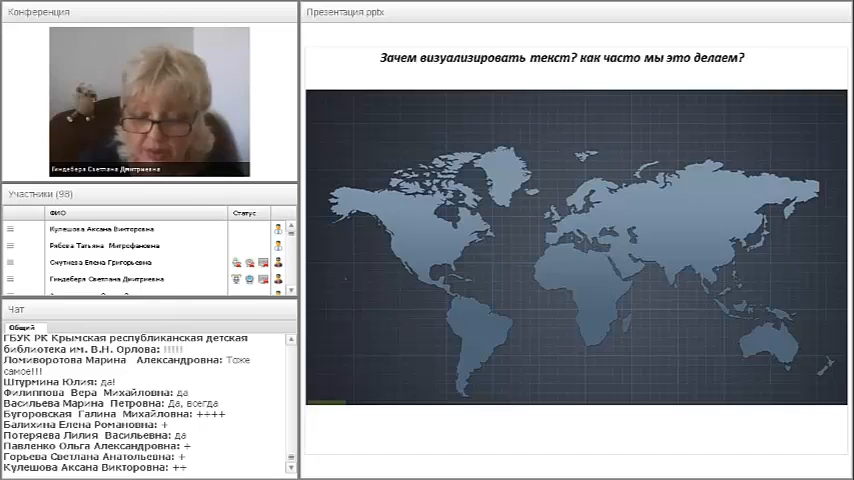 Конференция
Гиндеберя Светлана Дмитриевна
Участники (98)
ФИО Статус
Кулешова Аксана Викторовна
Рябова Татьяна Митрофановна
Смутнева Елена Григорьевна
Гиндеберя Светлана Дмитриевна
Чат
Общий
ГБУК РК Крымская республиканская детская
библиотека им. В.Н. Орлова: !!!!!
Ломиворотова Марина Александровна: Тоже
самое!!!
Штурмина Юлия: да!
Филиппова Вера Михайловна: да
Васильева Марина Петровна: Да, всегда
Бугоровская Галина Михайловна: ++++
Балихина Елена Романовна: +
Потеряева Лилия Васильевна: да
Павленко Ольга Александровна: +
Горьева Светлана Анатольевна: +
Кулешова Аксана Викторовна: ++
Презентация.pptx
Зачем визуализировать текст? как часто мы это делаем?